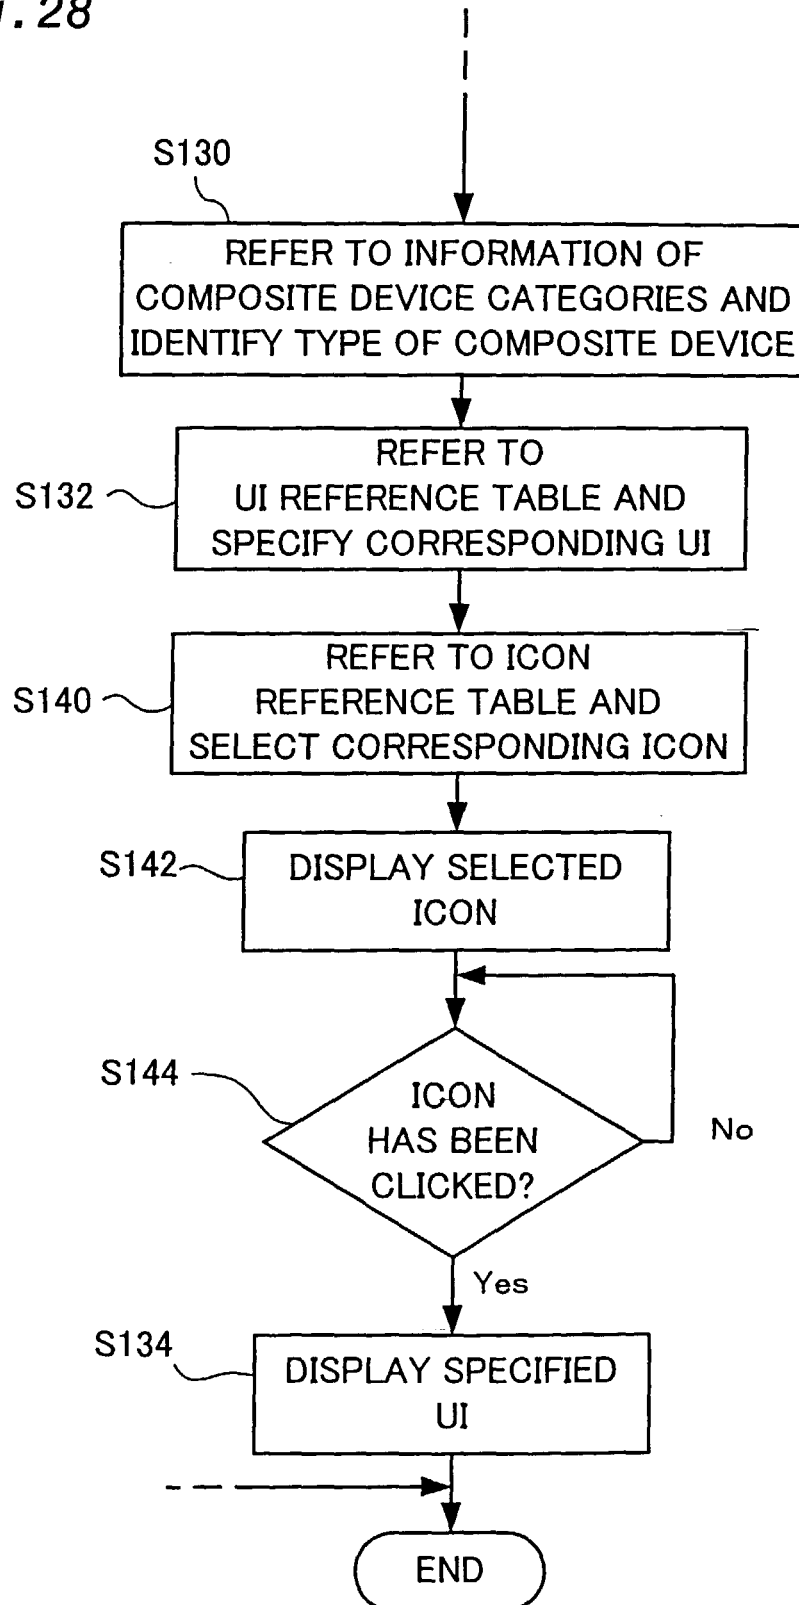 .28
S130
REFER TO INFORMATION OF
COMPOSITE DEVICE CATEGORIES AND
IDENTIFY TYPE OF COMPOSITE DEVICE
S132
REFER TO
UI REFERENCE TABLE AND
SPECIFY CORRESPONDING UI
S140
REFER TO ICON
REFERENCE TABLE AND
SELECT CORRESPONDING ICON
S142
DISPLAY SELECTED
ICON
S144
ICON
HAS BEEN
CLICKED?
No
Yes
S134
DISPLAY SPECIFIED
UI
END